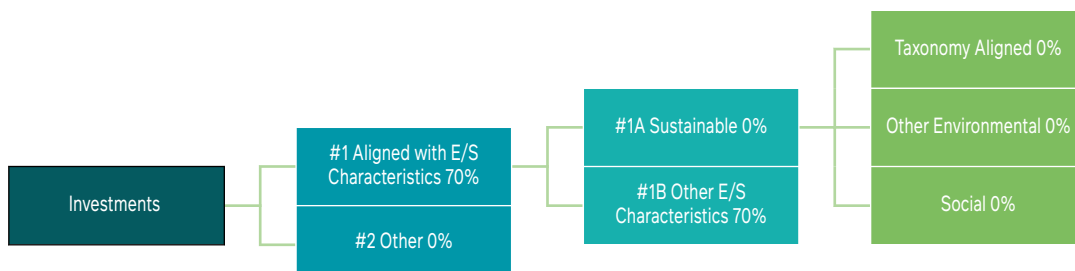 Investments
#1 Aligned with E/S
Characteristics 70%
#2 Other 0%
#1A Sustainable 0%
#1B Other E/S
Characteristics 70%
Taxonomy Aligned 0%
Other Environmental 0%
Social 0%